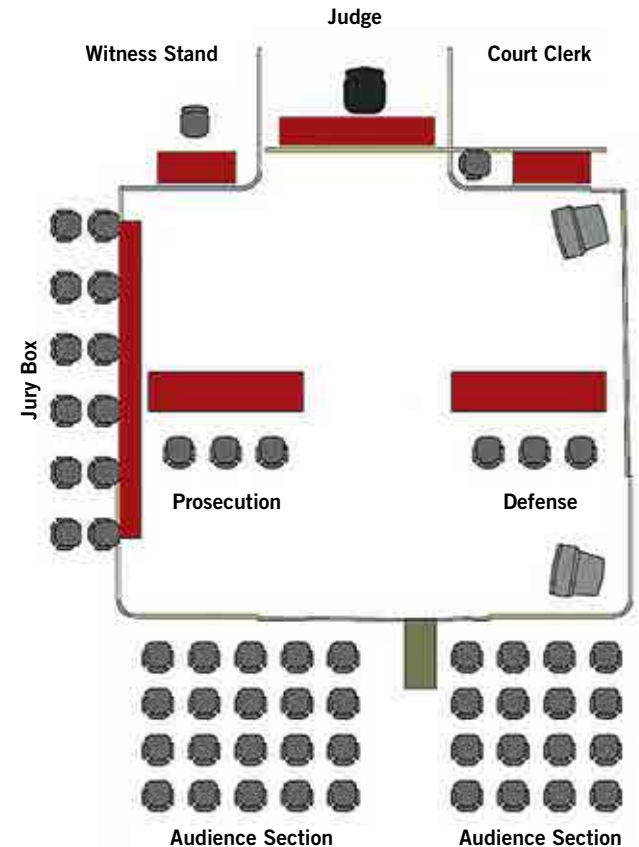 Judge
Witness Stand
Court Clerk
Jury Box
Prosecution
Defense
Audience Section
Audience Section